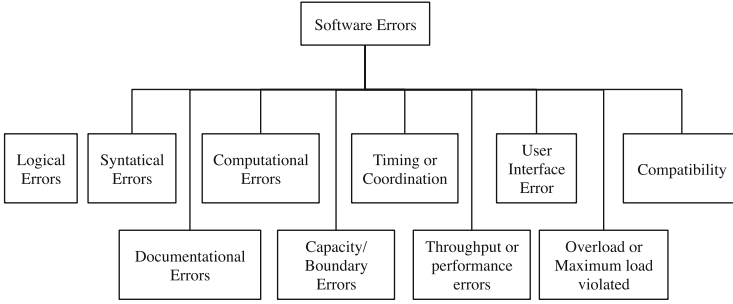 Software Errors
Logical
Errors
Syntatical
Errors
Computational
Errors
Timing or
Coordination
User
Interface
Error
Compatibility
Documentational
Errors
Capacity/
Boundary
Errors
Throughput or
performance
errors
Overload or
Maximum load
violated